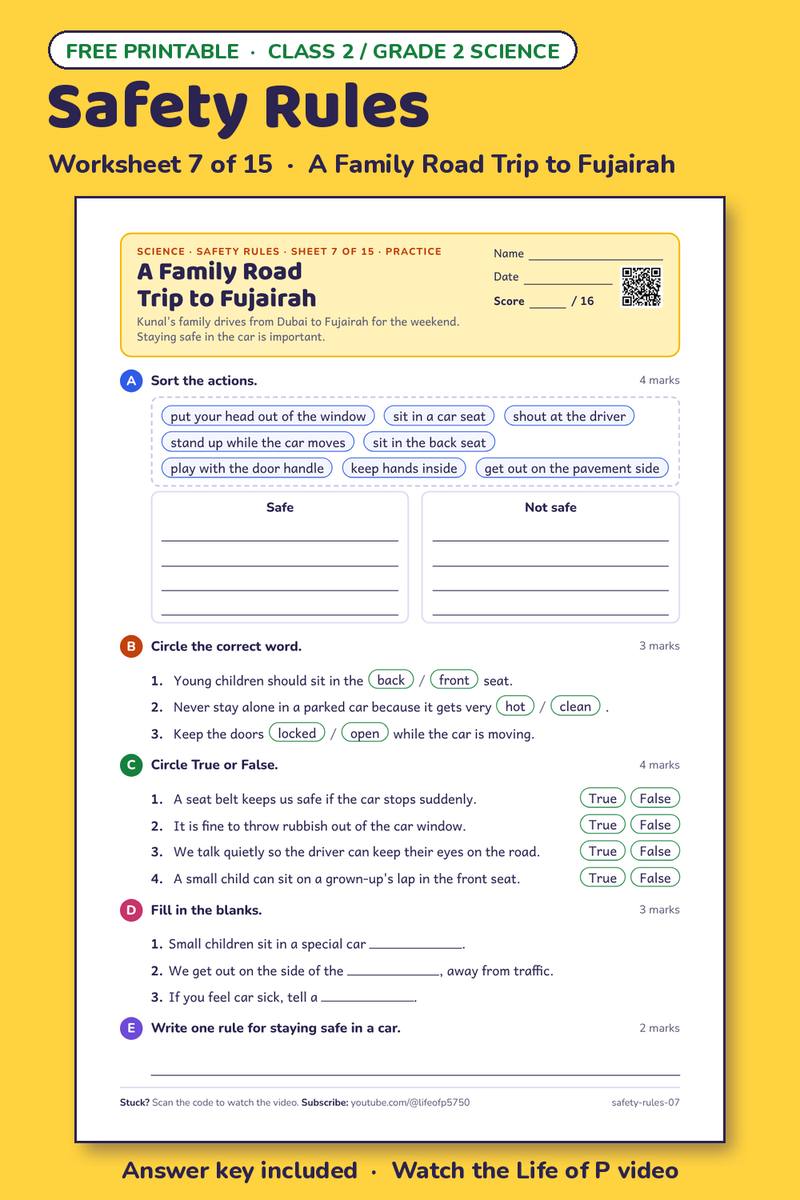 FREE PRINTABLE · CLASS 2 / GRADE 2 SCIENCE
Safety Rules
Worksheet 7 of 15 · A Family Road Trip to Fujairah
SCIENCE · SAFETY RULES · SHEET 7 OF 15 · PRACTICE
A Family Road
Trip to Fujairah
Kunal's family drives from Dubai to Fujairah for the weekend.
Staying safe in the car is important.
Name
Date
Score ______ / 16
A Sort the actions. 4 marks
put your head out of the window sit in a car seat shout at the driver
stand up while the car moves sit in the back seat
play with the door handle keep hands inside get out on the pavement side
Safe Not safe
B Circle the correct word. 3 marks
1. Young children should sit in the back / front seat.
2. Never stay alone in a parked car because it gets very hot / clean .
3. Keep the doors locked / open while the car is moving.
C Circle True or False. 4 marks
1. A seat belt keeps us safe if the car stops suddenly. True False
2. It is fine to throw rubbish out of the car window. True False
3. We talk quietly so the driver can keep their eyes on the road. True False
4. A small child can sit on a grown-up's lap in the front seat. True False
D Fill in the blanks. 3 marks
1. Small children sit in a special car ____________.
2. We get out on the side of the ____________, away from traffic.
3. If you feel car sick, tell a ____________.
E Write one rule for staying safe in a car. 2 marks
Stuck? Scan the code to watch the video. Subscribe: youtube.com/@lifeofp5750 safety-rules-07
Answer key included · Watch the Life of P video